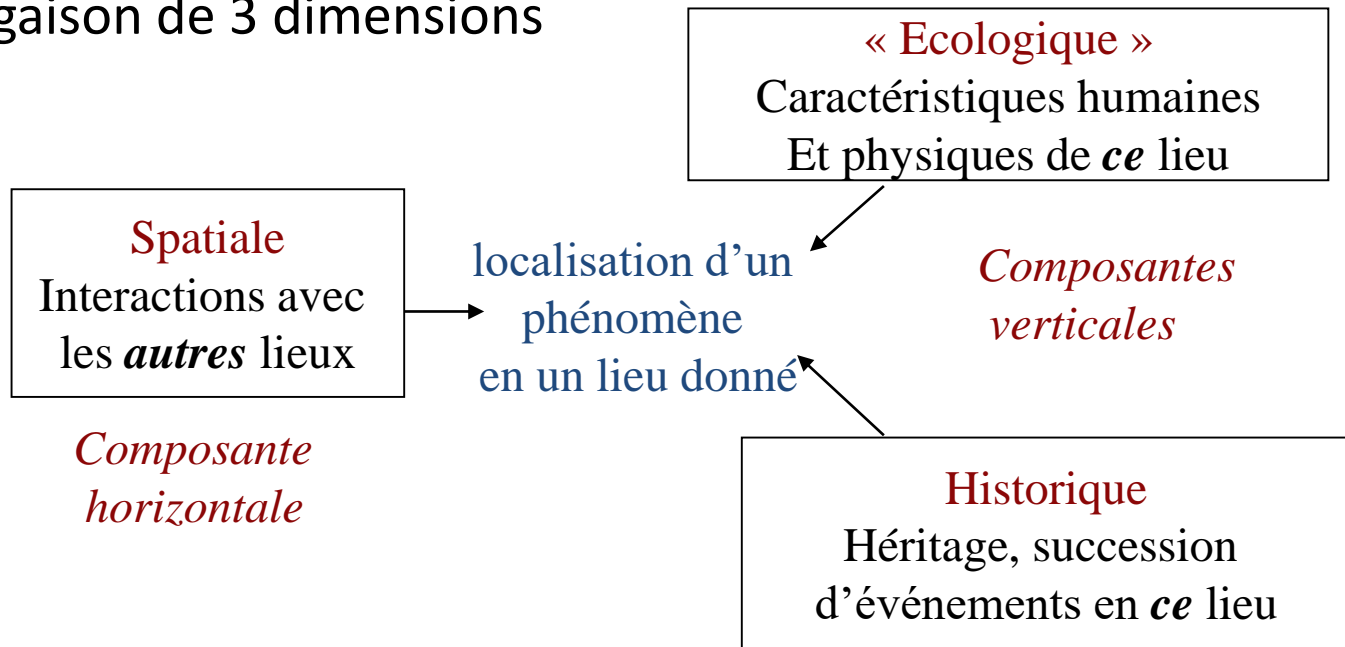 gaison de 3 dimensions
« Ecologique »
Caractéristiques humaines
Et physiques de ce lieu
Spatiale
Interactions avec
les autres lieux
localisation d’un
phénomène
en un lieu donné
Composantes
verticales
Composante
horizontale
Historique
Héritage, succession
d’événements en ce lieu